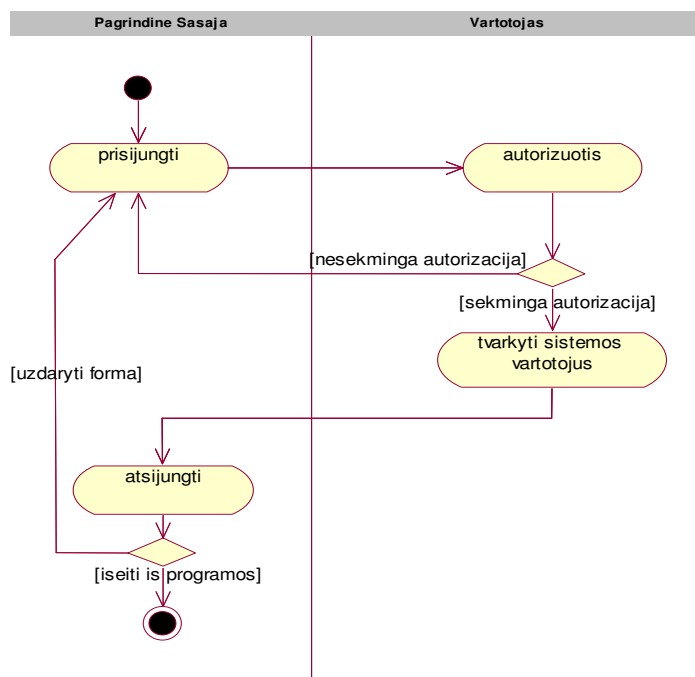 Pagrindine Sasaja
Vartotojas
prisijungti
autorizuotis
[nesekminga autorizacija]
[sekminga autorizacija]
tvarkyti sistemos
vartotojus
[uzdaryti forma]
atsijungti
[iseiti is programos]